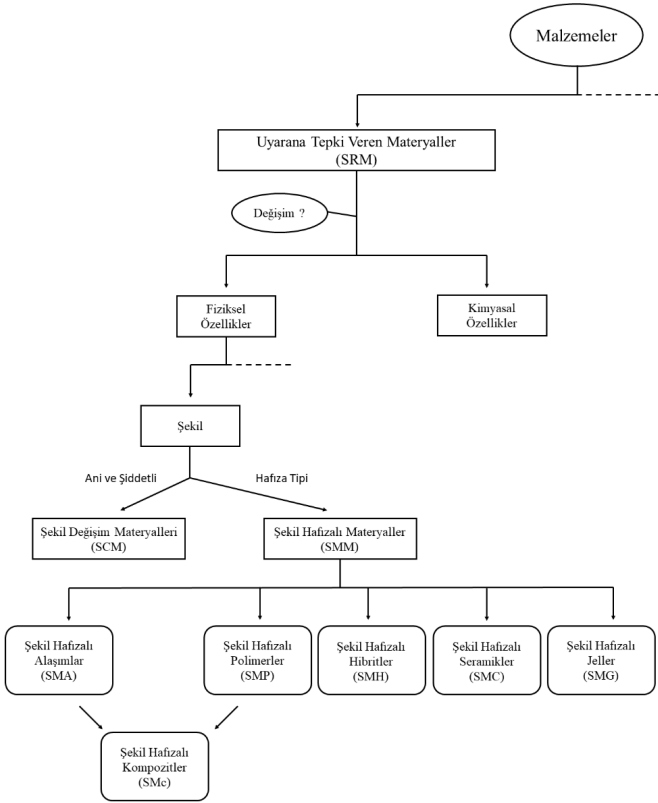 Malzemeler
Uyarana Tepki Veren Materyaller
(SRM)
Değişim ?
Fiziksel
Özellikler
Kimyasal
Özellikler
Şekil
Ani ve Şiddetli
Hafıza Tipi
Şekil Değişim Materyalleri
(SCM)
Şekil Hafızalı Materyaller
(SMM)
Şekil Hafızalı
Alaşımlar
(SMA)
Şekil Hafızalı
Polimerler
(SMP)
Şekil Hafızalı
Hibritler
(SMH)
Şekil Hafızalı
Seramikler
(SMC)
Şekil Hafızalı
Jeller
(SMG)
Şekil Hafızalı
Kompozitler
(SMc)